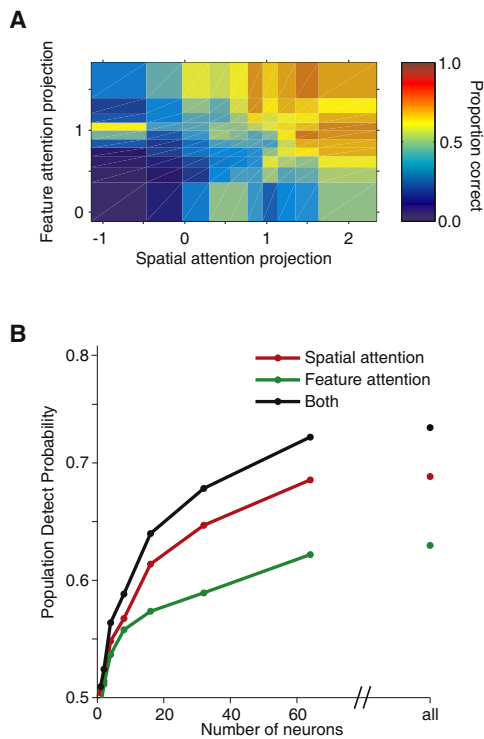 A
Feature attention projection
1
0
-1
0
1
2
Spatial attention projection
1.0
0.5
0.0
Proportion correct
B
Population Detect Probability
0.8
0.7
0.6
0.5
Spatial attention
Feature attention
Both
0
20
40
60
all
Number of neurons